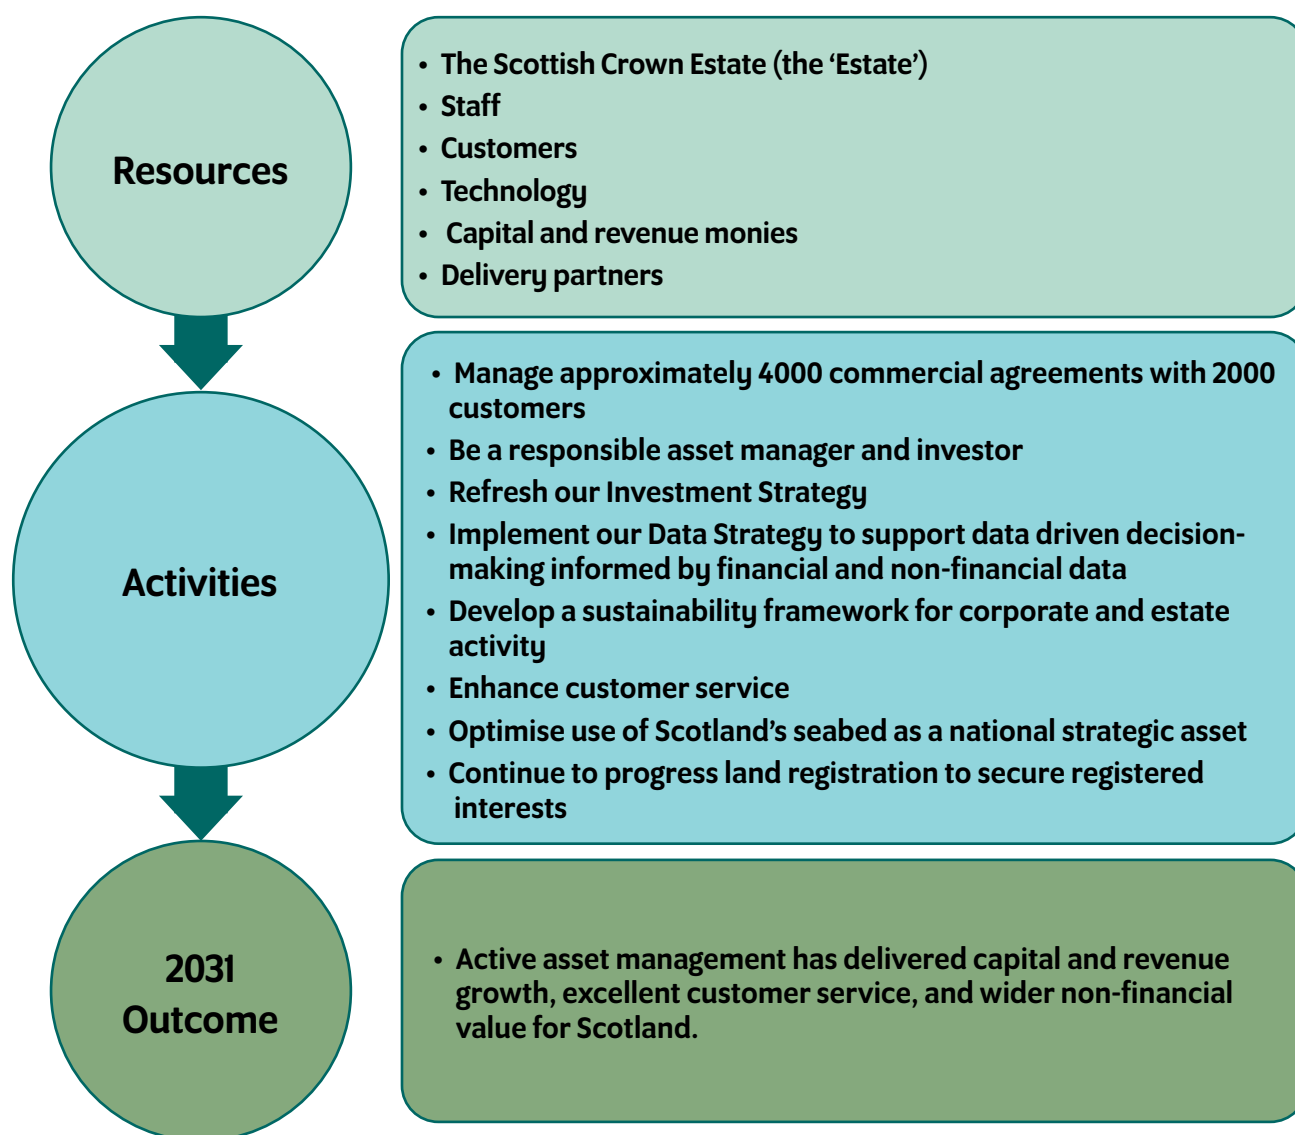 Resources
• The Scottish Crown Estate (the ‘Estate’)
• Staff
• Customers
• Technology
• Capital and revenue monies
• Delivery partners
Activities
• Manage approximately 4000 commercial agreements with 2000
customers
• Be a responsible asset manager and investor
• Refresh our Investment Strategy
• Implement our Data Strategy to support data driven decision-
making informed by financial and non-financial data
• Develop a sustainability framework for corporate and estate
activity
• Enhance customer service
• Optimise use of Scotland’s seabed as a national strategic asset
• Continue to progress land registration to secure registered
interests
2031
Outcome
• Active asset management has delivered capital and revenue
growth, excellent customer service, and wider non-financial
value for Scotland.